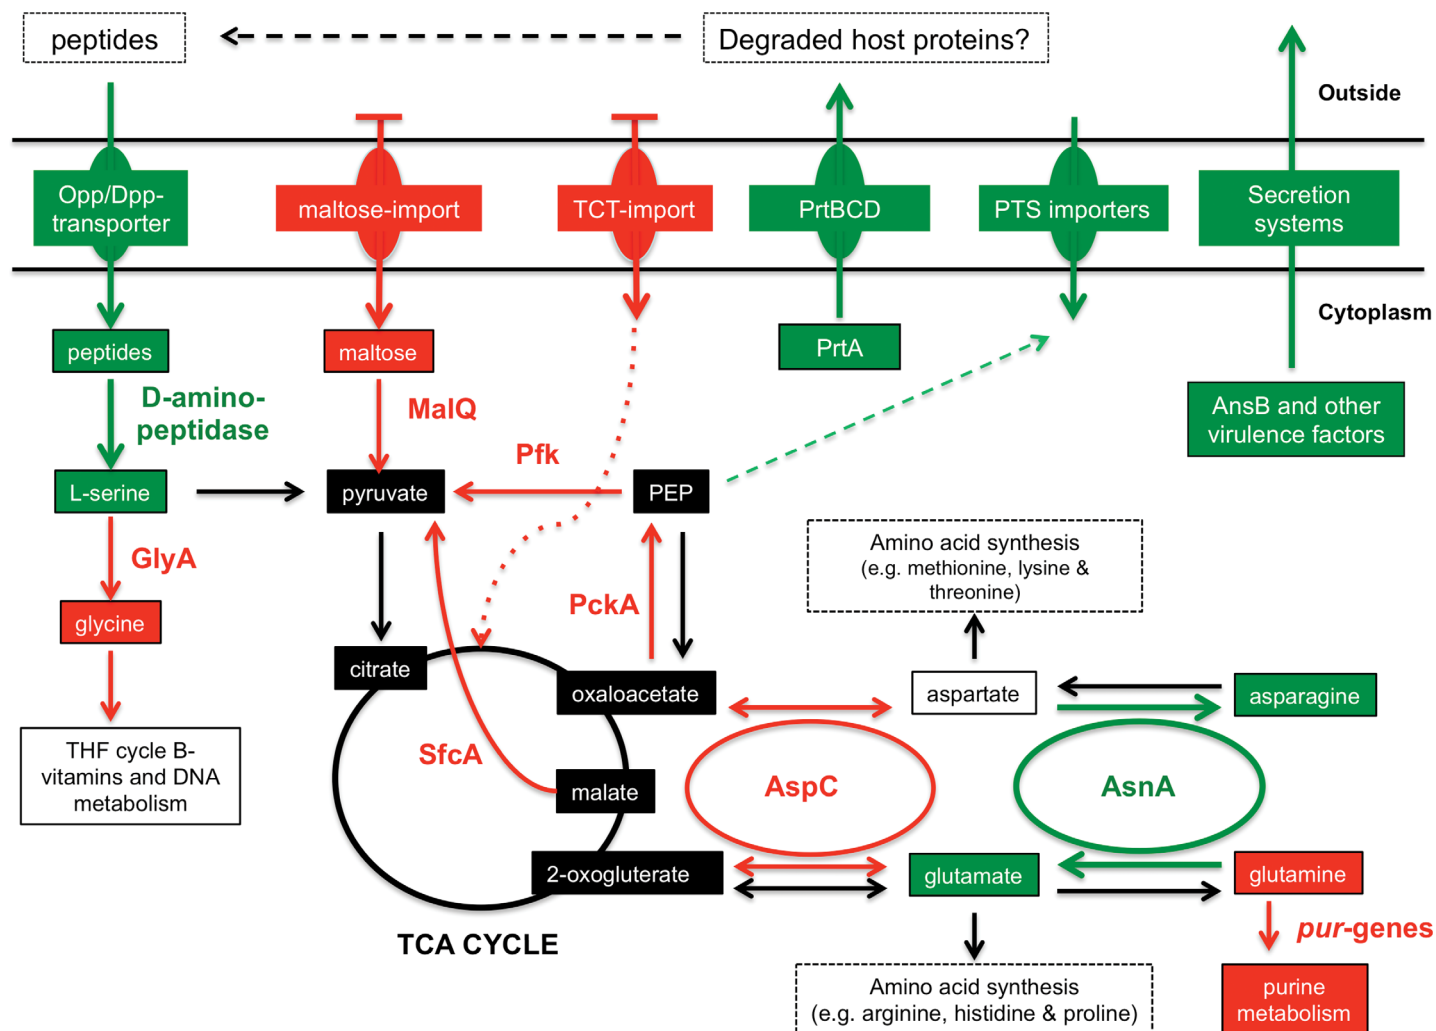 peptides
Degraded host proteins?
Outside
Opp/Dpp-
transporter
maltose-import
TCT-import
PrtBCD
PTS importers
Secretion
systems
Cytoplasm
peptides
maltose
PrtA
D-amino-
peptidase
MalQ
AnsB and other
virulence factors
Pfk
L-serine
pyruvate
PEP
GlyA
Amino acid synthesis
(e.g. methionine, lysine &
threonine)
PckA
glycine
citrate
oxaloacetate
aspartate
asparagine
THF cycle B-
vitamins and DNA
metabolism
SfcA
malate
AspC
AsnA
2-oxogluterate
glutamate
glutamine
TCA CYCLE
pur-genes
Amino acid synthesis
(e.g. arginine, histidine & proline)
purine
metabolism